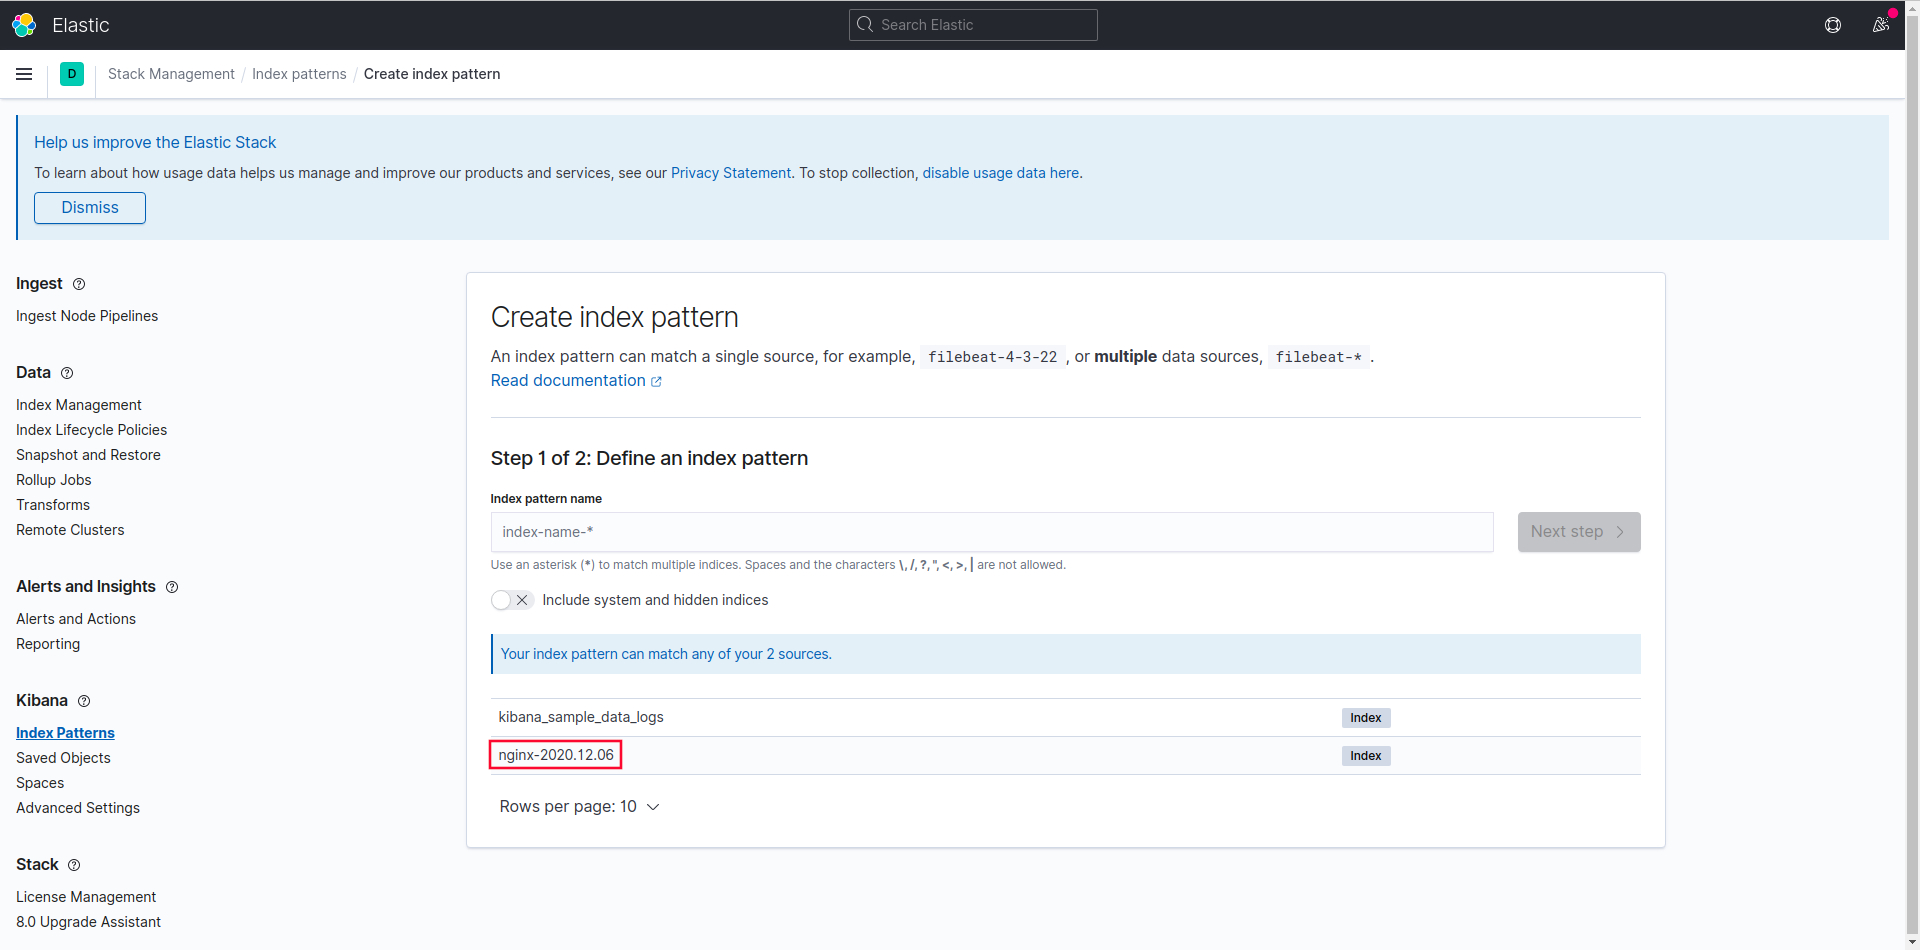 Elastic
Search Elastic
D
Stack Management / Index patterns / Create index pattern
Help us improve the Elastic Stack
To learn about how usage data helps us manage and improve our products and services, see our Privacy Statement. To stop collection, disable usage data here.
Dismiss
Ingest
Ingest Node Pipelines
Data
Index Management
Index Lifecycle Policies
Snapshot and Restore
Rollup Jobs
Transforms
Remote Clusters
Alerts and Insights
Alerts and Actions
Reporting
Kibana
Index Patterns
Saved Objects
Spaces
Advanced Settings
Stack
License Management
8.0 Upgrade Assistant
Create index pattern
An index pattern can match a single source, for example, filebeat-4-3-22 , or multiple data sources, filebeat-* .
Read documentation
Step 1 of 2: Define an index pattern
Index pattern name
index-name-*
Next step
Use an asterisk (*) to match multiple indices. Spaces and the characters \, /, ?, ", <, >, | are not allowed.
Include system and hidden indices
Your index pattern can match any of your 2 sources.
kibana_sample_data_logs Index
nginx-2020.12.06 Index
Rows per page: 10